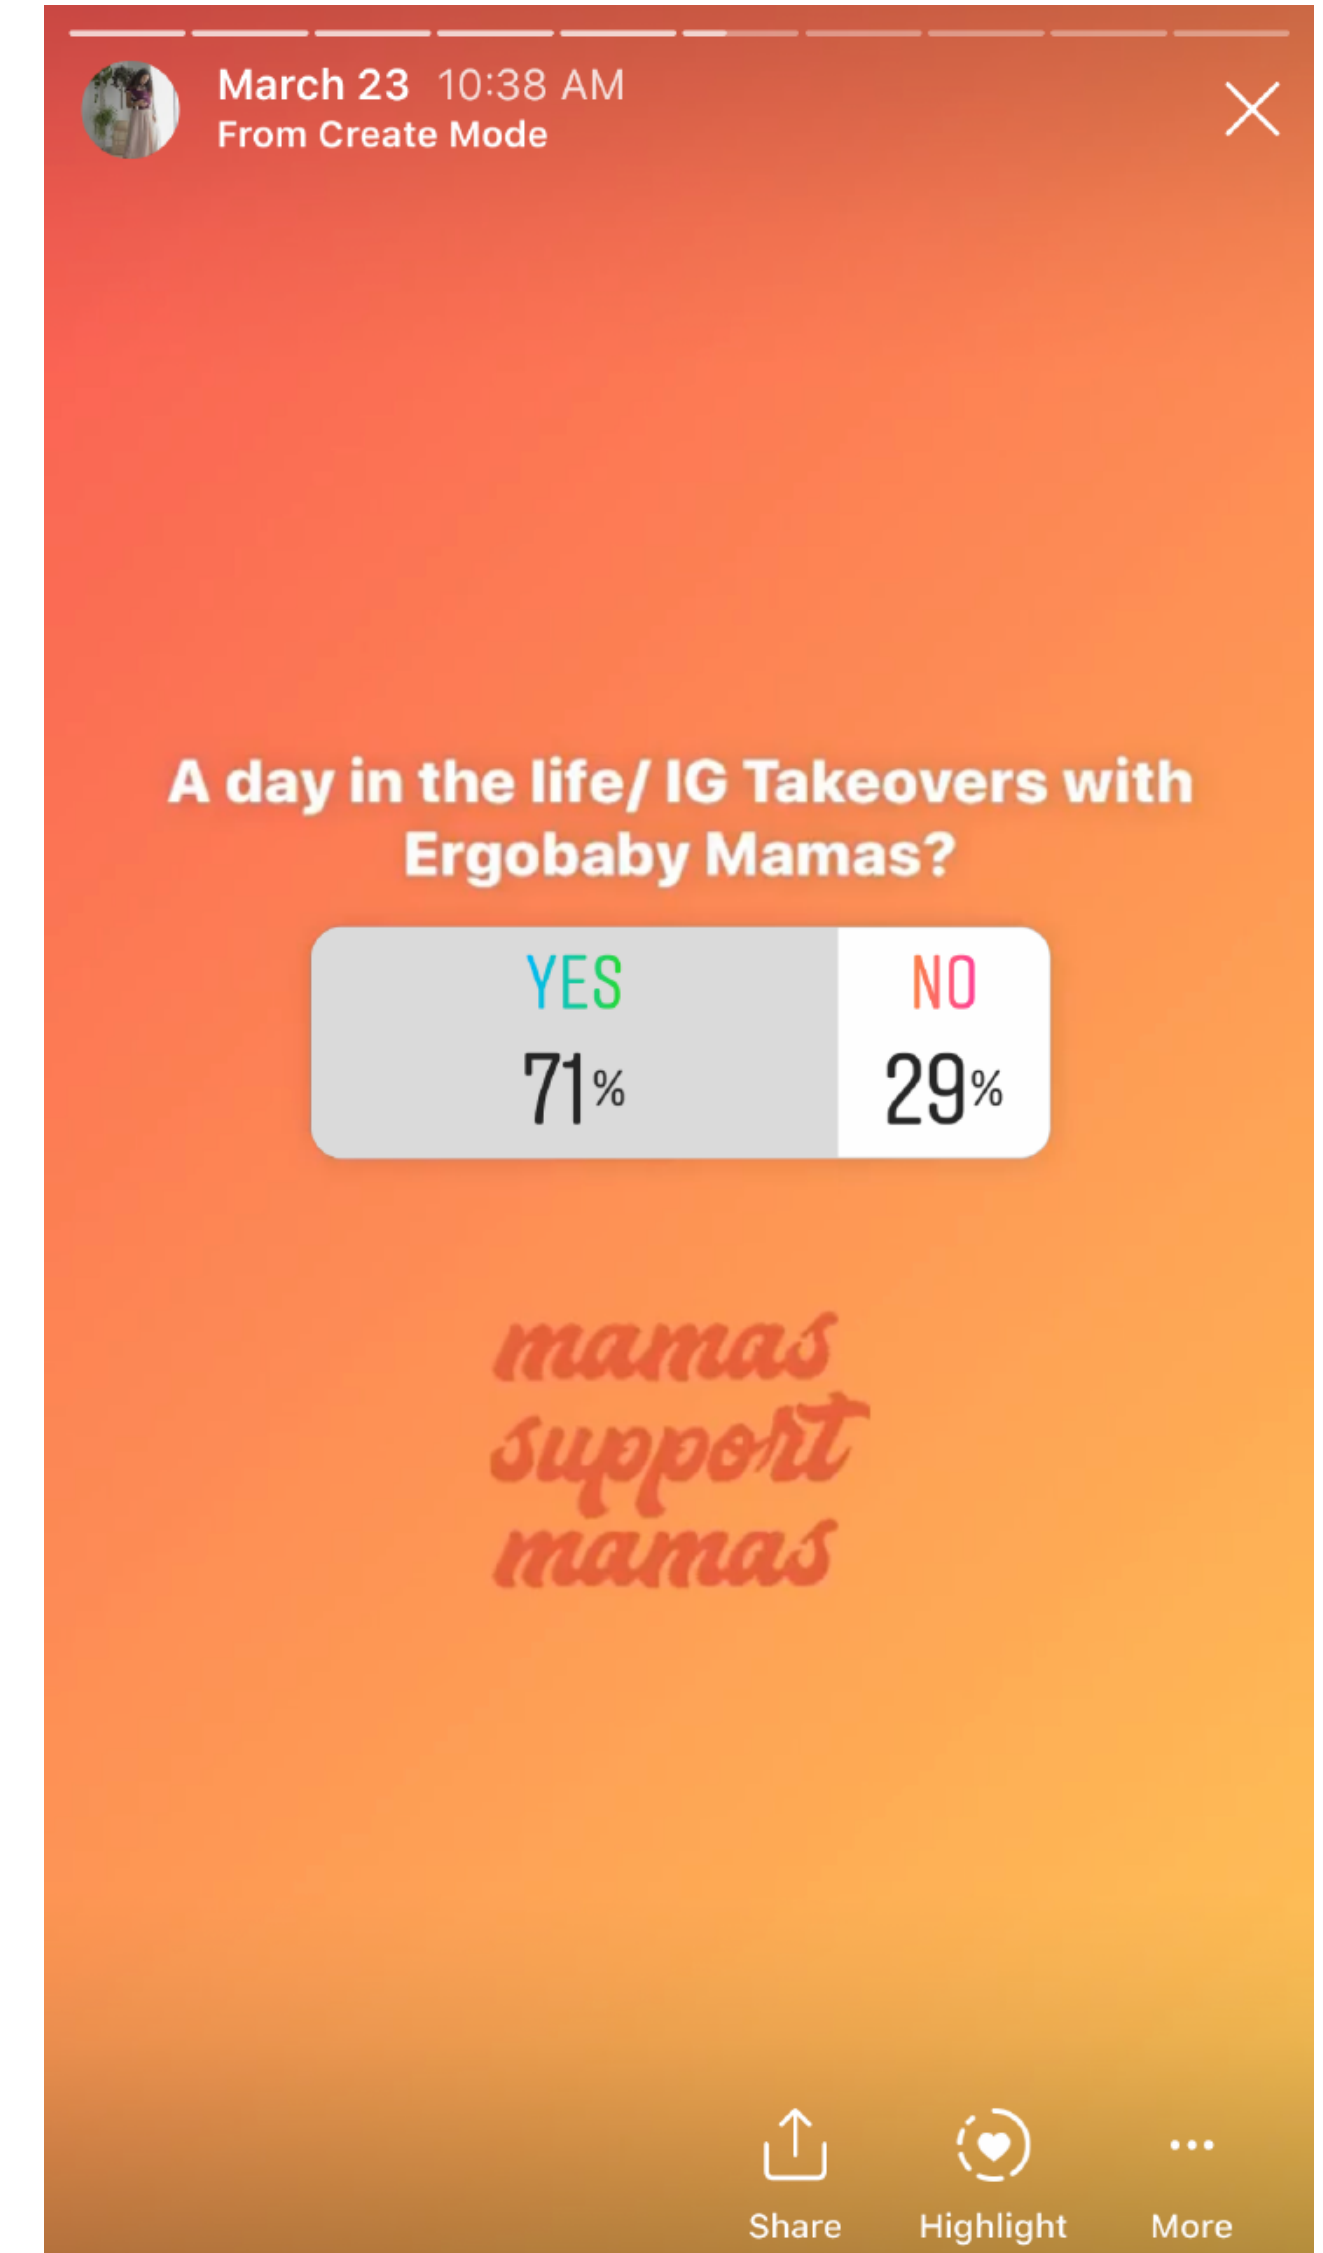 March 23 10:38 AM
From Create Mode
A day in the life/ IG Takeovers with
Ergobaby Mamas?
YES NO
71% 29%
mamas
support
mamas
Share Highlight More